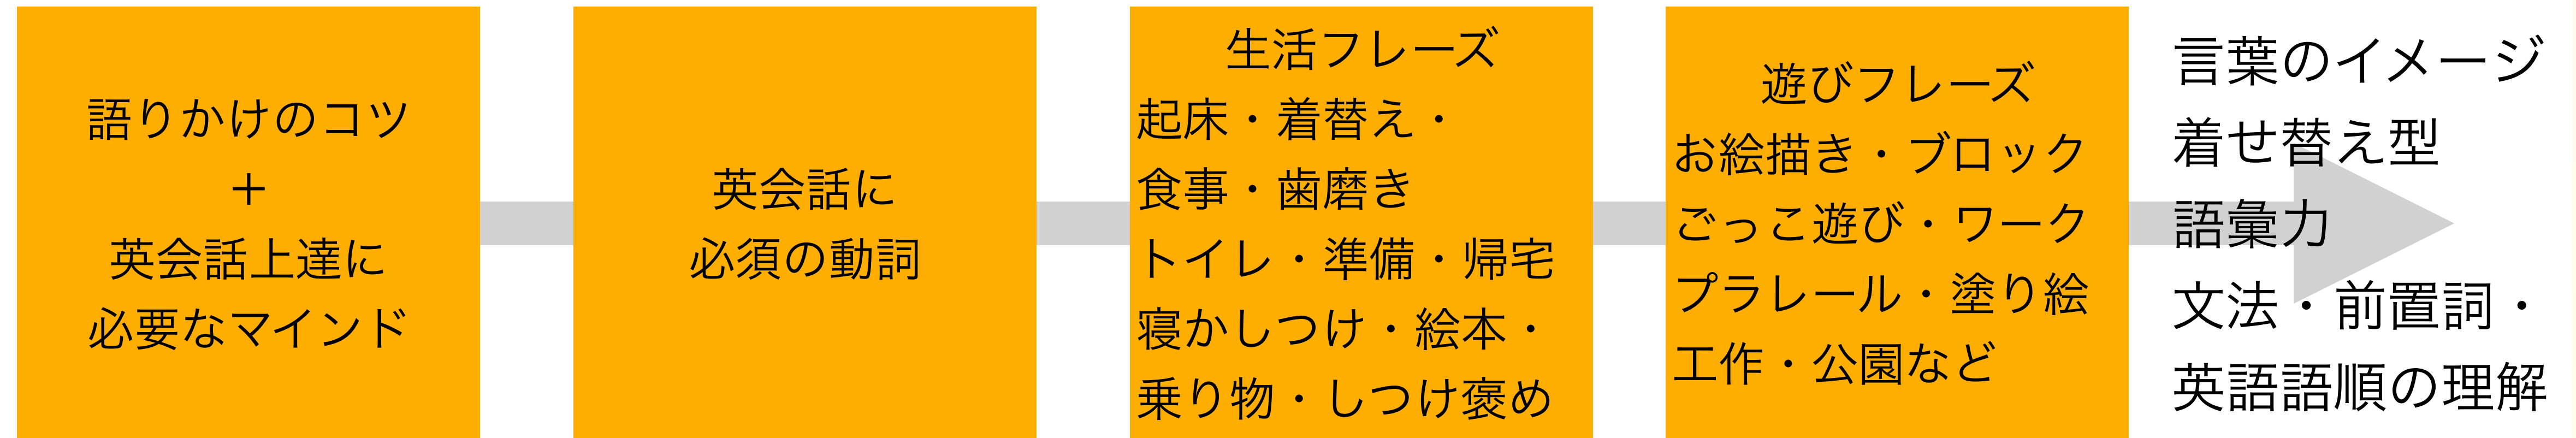 語りかけのコツ
＋
英会話上達に
必要なマインド
英会話に
必須の動詞
生活フレーズ
起床・着替え・
食事・歯磨き
トイレ・準備・帰宅
寝かしつけ・絵本・
乗り物・しつけ褒め
遊びフレーズ
お絵描き・ブロック
ごっこ遊び・ワーク
プラレール・塗り絵
工作・公園など
言葉のイメージ
着せ替え型
語彙力
文法・前置詞・
英語語順の理解